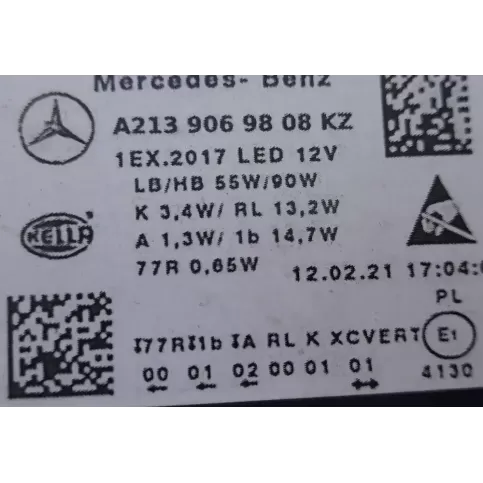 Mercedes- Benz
A213 906 98 08 KZ
1EX.2017 LED 12V
LB/HB 55W/90W
K 3,4W/ RL 13,2W
HELLA
A 1,3W/ 1b 14,7W
77R 0,65W
12.02.21 17:04:
PL
77R 1b A RL K XCVERT E1
00 01 02 00 01 01
4130